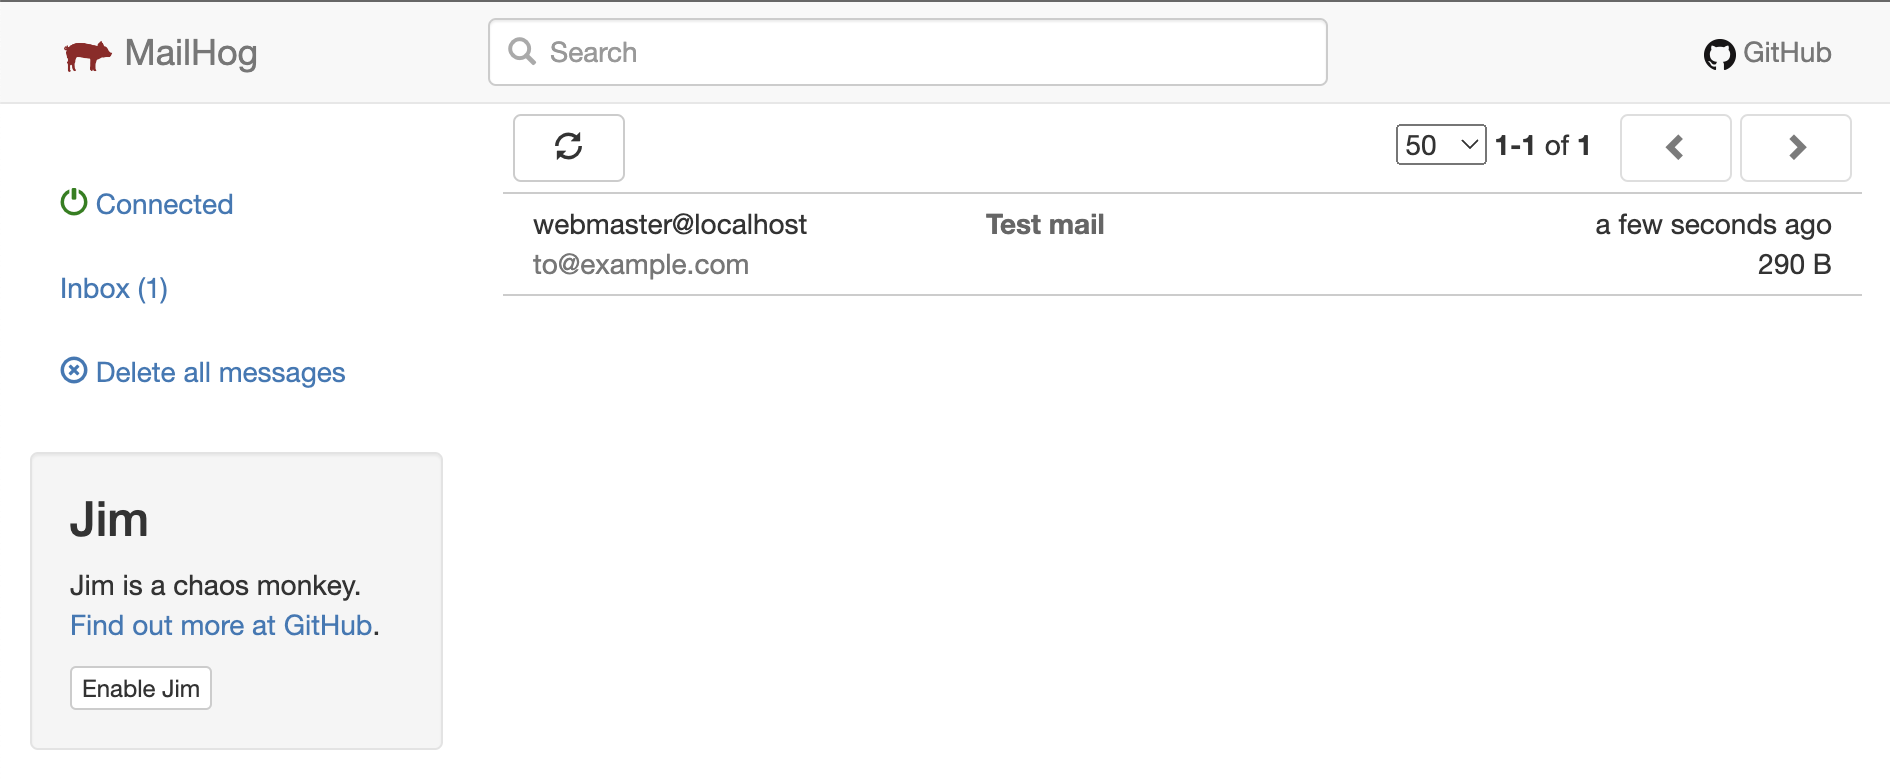 MailHog
Search
GitHub
50
1-1 of 1
Connected
webmaster@localhost
Test mail
a few seconds ago
to@example.com
290 B
Inbox (1)
Delete all messages
Jim
Jim is a chaos monkey.
Find out more at GitHub.
Enable Jim